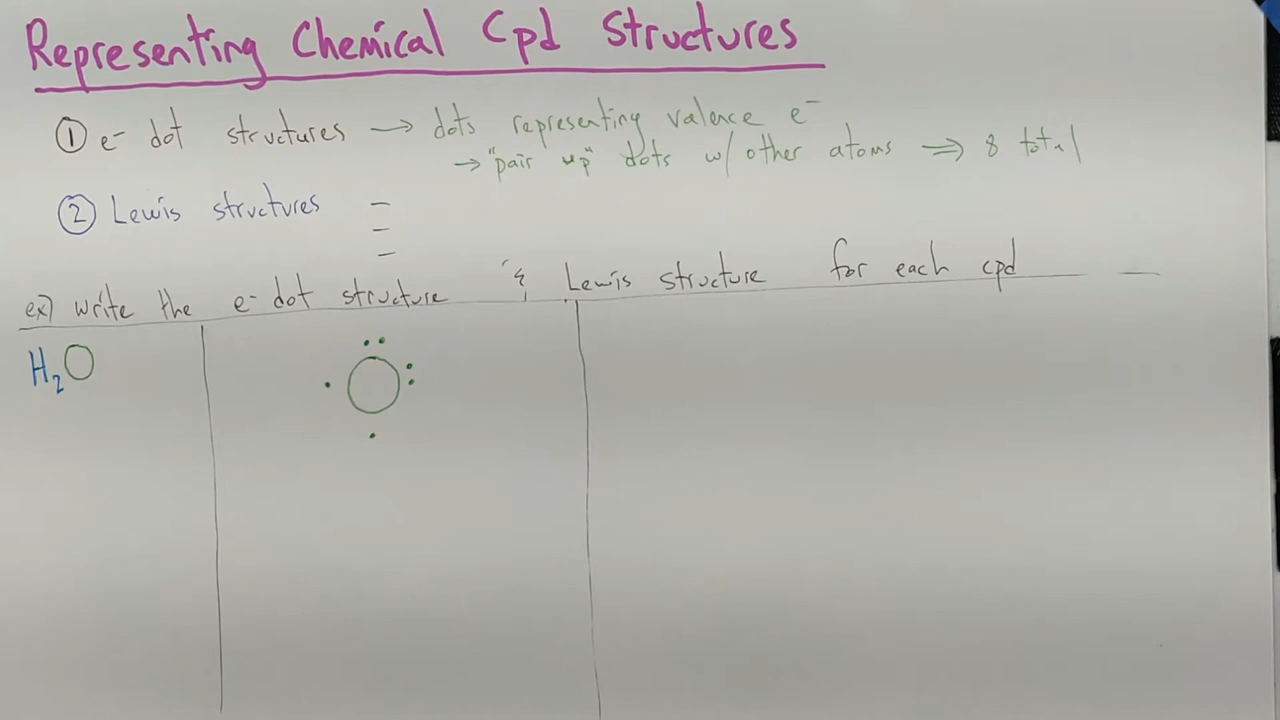 Representing Chemical Cpd Structures
① e⁻ dot structures → dots representing valence e⁻
→ "pair up" dots w/ other atoms ⇒ 8 total
② Lewis structures
ex) write the e⁻ dot structure & Lewis structure for each cpd
H₂O O